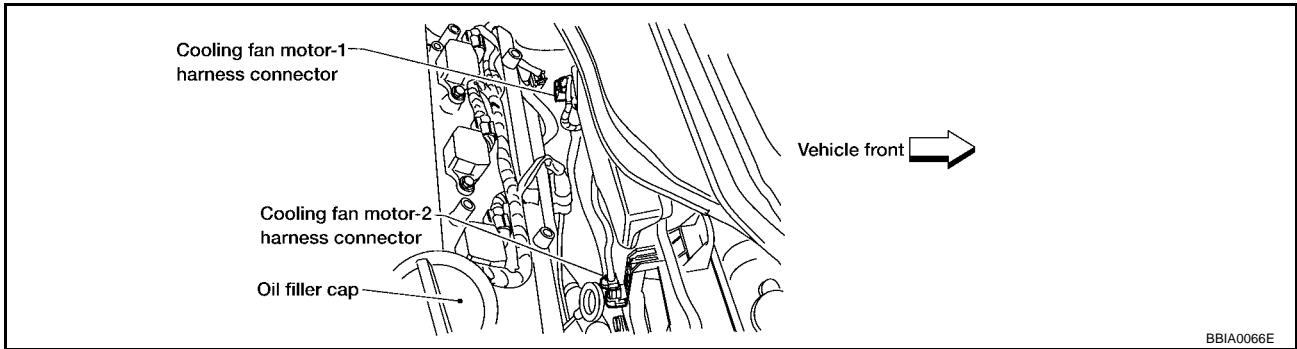 Cooling fan motor-1
harness connector
Vehicle front
Cooling fan motor-2
harness connector
Oil filler cap
BBIA0066E